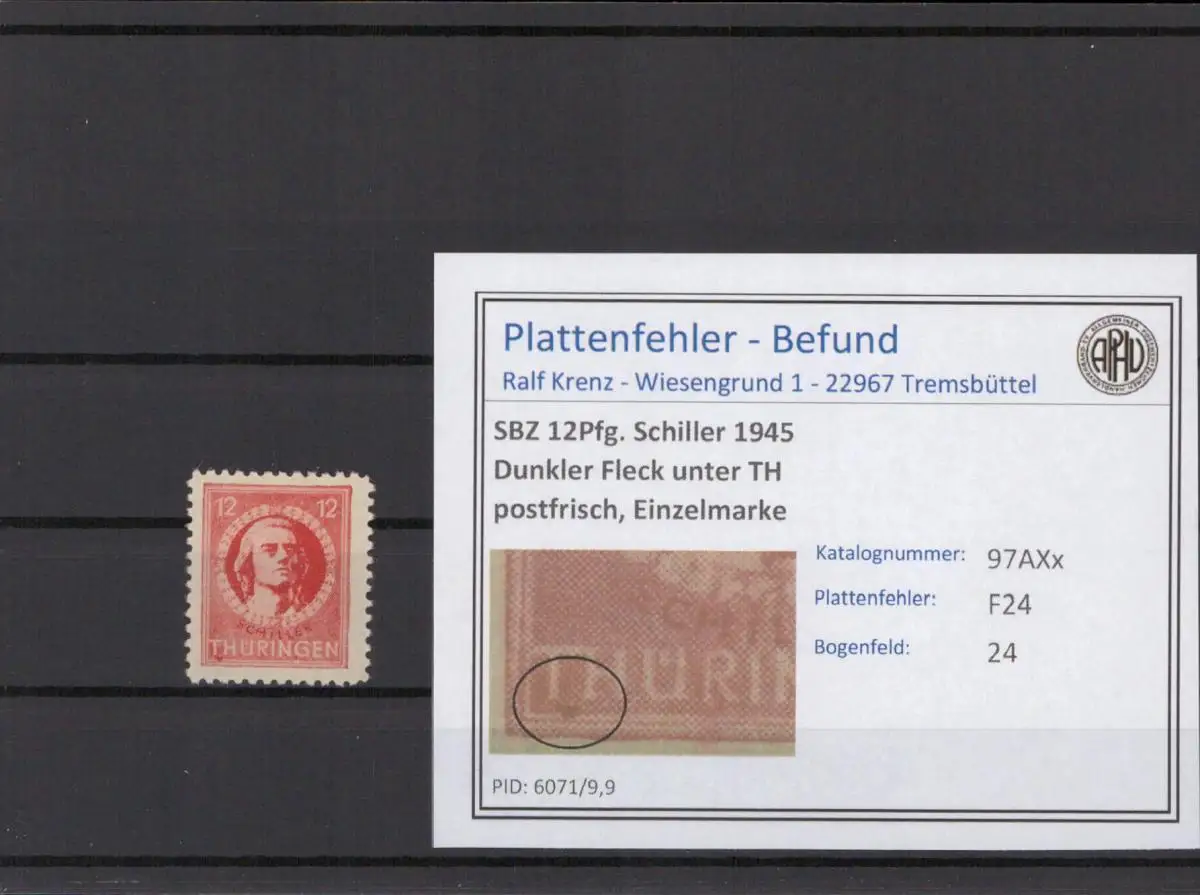 12 12
SCHILLER
THÜRINGEN
Plattenfehler - Befund
Ralf Krenz - Wiesengrund 1 - 22967 Tremsbüttel
APHV
SBZ 12Pfg. Schiller 1945
Dunkler Fleck unter TH
postfrisch, Einzelmarke
THÜRIN
Katalognummer: 97AXx
Plattenfehler: F24
Bogenfeld: 24
PID: 6071/9,9